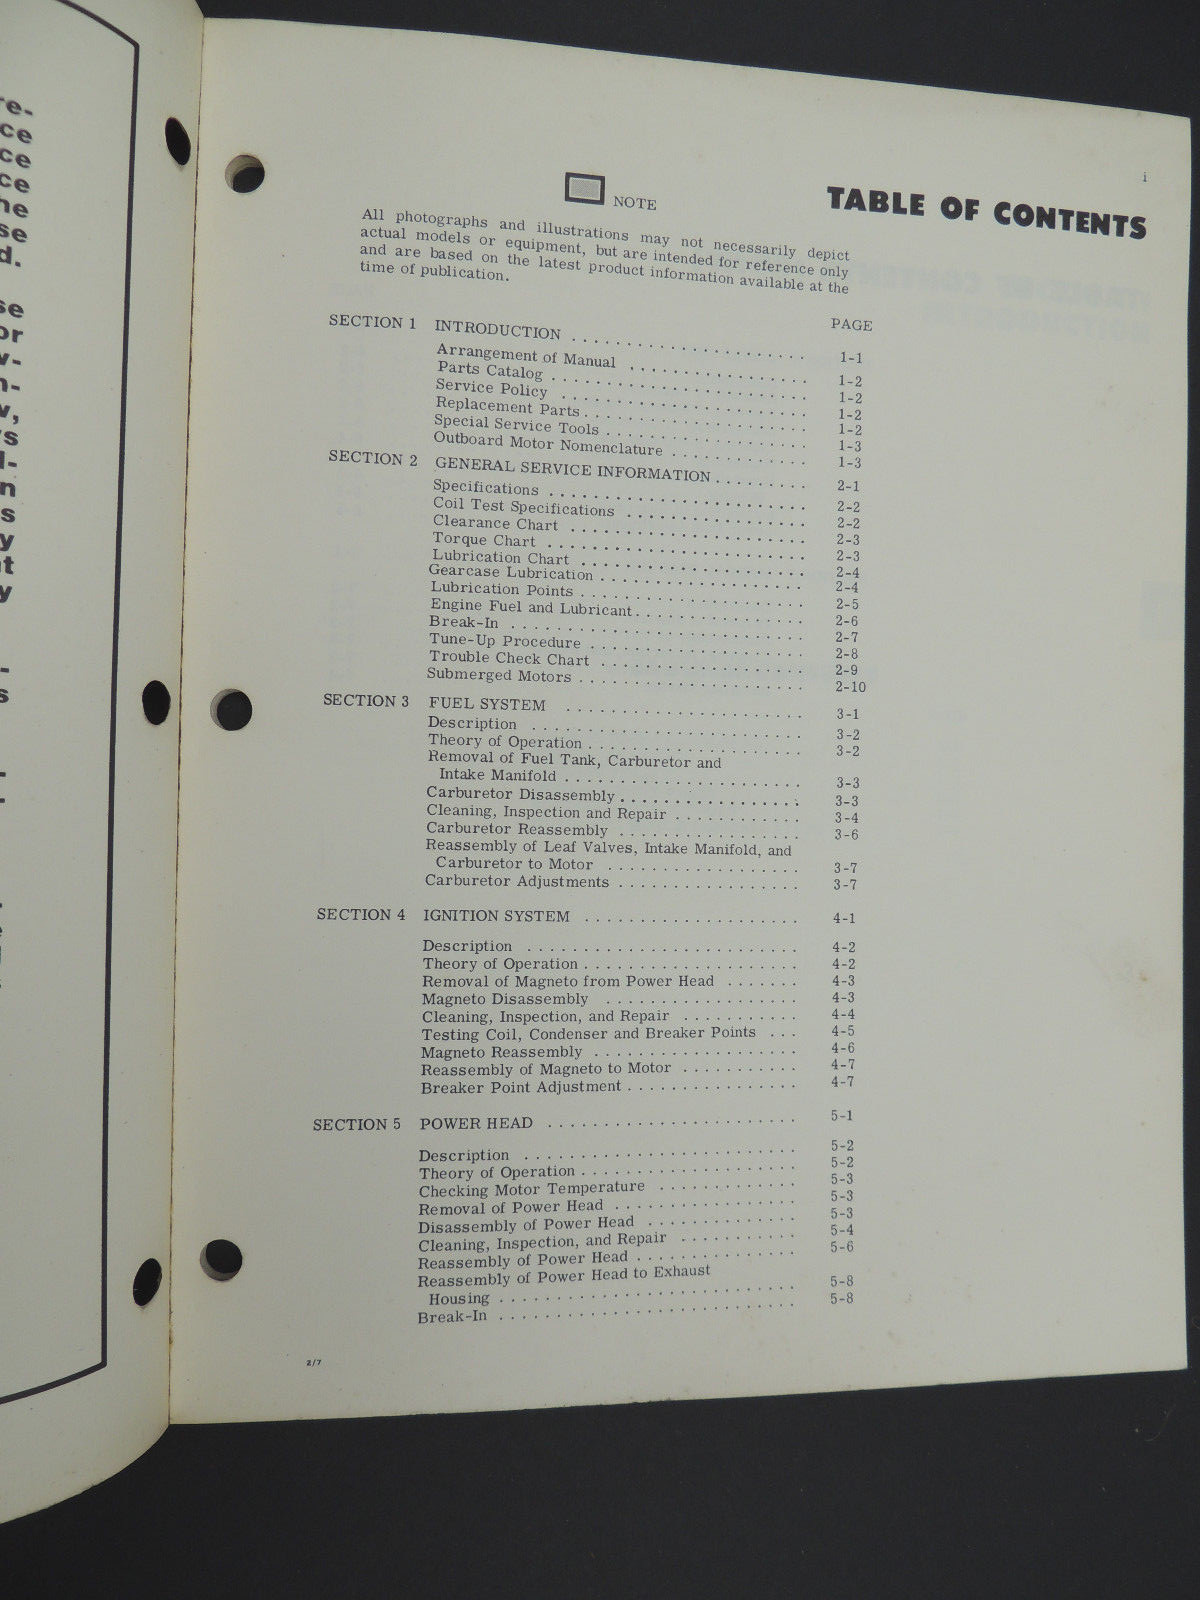 re-
ce
ce
ce
he
se
d.
se
or
w-
n-
v,
rs
l-
n
s
y
t
y
-
s
-
-
i
TABLE OF CONTENTS
NOTE
All photographs and illustrations may not necessarily depict
actual models or equipment, but are intended for reference only
and are based on the latest product information available at the
time of publication.
PAGE
SECTION 1 INTRODUCTION . . . . . . . . . . . . . . . . . . . . . 1-1
Arrangement of Manual . . . . . . . . . . . . . . . . 1-2
Parts Catalog . . . . . . . . . . . . . . . . . . . . . . . 1-2
Service Policy . . . . . . . . . . . . . . . . . . . . . . 1-2
Replacement Parts . . . . . . . . . . . . . . . . . . . . 1-2
Special Service Tools . . . . . . . . . . . . . . . . . . 1-3
Outboard Motor Nomenclature . . . . . . . . . . . . 1-3
SECTION 2 GENERAL SERVICE INFORMATION . . . . . . . . . 2-1
Specifications . . . . . . . . . . . . . . . . . . . . . . . 2-2
Coil Test Specifications . . . . . . . . . . . . . . . . 2-2
Clearance Chart . . . . . . . . . . . . . . . . . . . . . 2-3
Torque Chart . . . . . . . . . . . . . . . . . . . . . . . 2-3
Lubrication Chart . . . . . . . . . . . . . . . . . . . . 2-4
Gearcase Lubrication . . . . . . . . . . . . . . . . . . 2-4
Lubrication Points . . . . . . . . . . . . . . . . . . . . 2-5
Engine Fuel and Lubricant . . . . . . . . . . . . . . . 2-6
Break-In . . . . . . . . . . . . . . . . . . . . . . . . . . 2-7
Tune-Up Procedure . . . . . . . . . . . . . . . . . . . 2-8
Trouble Check Chart . . . . . . . . . . . . . . . . . . 2-9
Submerged Motors . . . . . . . . . . . . . . . . . . . . 2-10
SECTION 3 FUEL SYSTEM . . . . . . . . . . . . . . . . . . . . . 3-1
Description . . . . . . . . . . . . . . . . . . . . . . . . 3-2
Theory of Operation . . . . . . . . . . . . . . . . . . . 3-2
Removal of Fuel Tank, Carburetor and
Intake Manifold . . . . . . . . . . . . . . . . . . . . . 3-3
Carburetor Disassembly . . . . . . . . . . . . . . . . . 3-3
Cleaning, Inspection and Repair . . . . . . . . . . . 3-4
Carburetor Reassembly . . . . . . . . . . . . . . . . 3-6
Reassembly of Leaf Valves, Intake Manifold, and
Carburetor to Motor . . . . . . . . . . . . . . . . . . 3-7
Carburetor Adjustments . . . . . . . . . . . . . . . . . 3-7
SECTION 4 IGNITION SYSTEM . . . . . . . . . . . . . . . . . . . 4-1
Description . . . . . . . . . . . . . . . . . . . . . . . . 4-2
Theory of Operation . . . . . . . . . . . . . . . . . . . 4-2
Removal of Magneto from Power Head . . . . . . . 4-3
Magneto Disassembly . . . . . . . . . . . . . . . . . . 4-3
Cleaning, Inspection, and Repair . . . . . . . . . . . 4-4
Testing Coil, Condenser and Breaker Points . . . 4-5
Magneto Reassembly . . . . . . . . . . . . . . . . . . . 4-6
Reassembly of Magneto to Motor . . . . . . . . . . . 4-7
Breaker Point Adjustment . . . . . . . . . . . . . . . . 4-7
SECTION 5 POWER HEAD . . . . . . . . . . . . . . . . . . . . . . 5-1
Description . . . . . . . . . . . . . . . . . . . . . . . . 5-2
Theory of Operation . . . . . . . . . . . . . . . . . . . 5-2
Checking Motor Temperature . . . . . . . . . . . . . 5-3
Removal of Power Head . . . . . . . . . . . . . . . . . 5-3
Disassembly of Power Head . . . . . . . . . . . . . . 5-3
Cleaning, Inspection, and Repair . . . . . . . . . . . 5-4
Reassembly of Power Head . . . . . . . . . . . . . . . 5-6
Reassembly of Power Head to Exhaust
Housing . . . . . . . . . . . . . . . . . . . . . . . . . . . 5-8
Break-In . . . . . . . . . . . . . . . . . . . . . . . . . . . 5-8
2/7